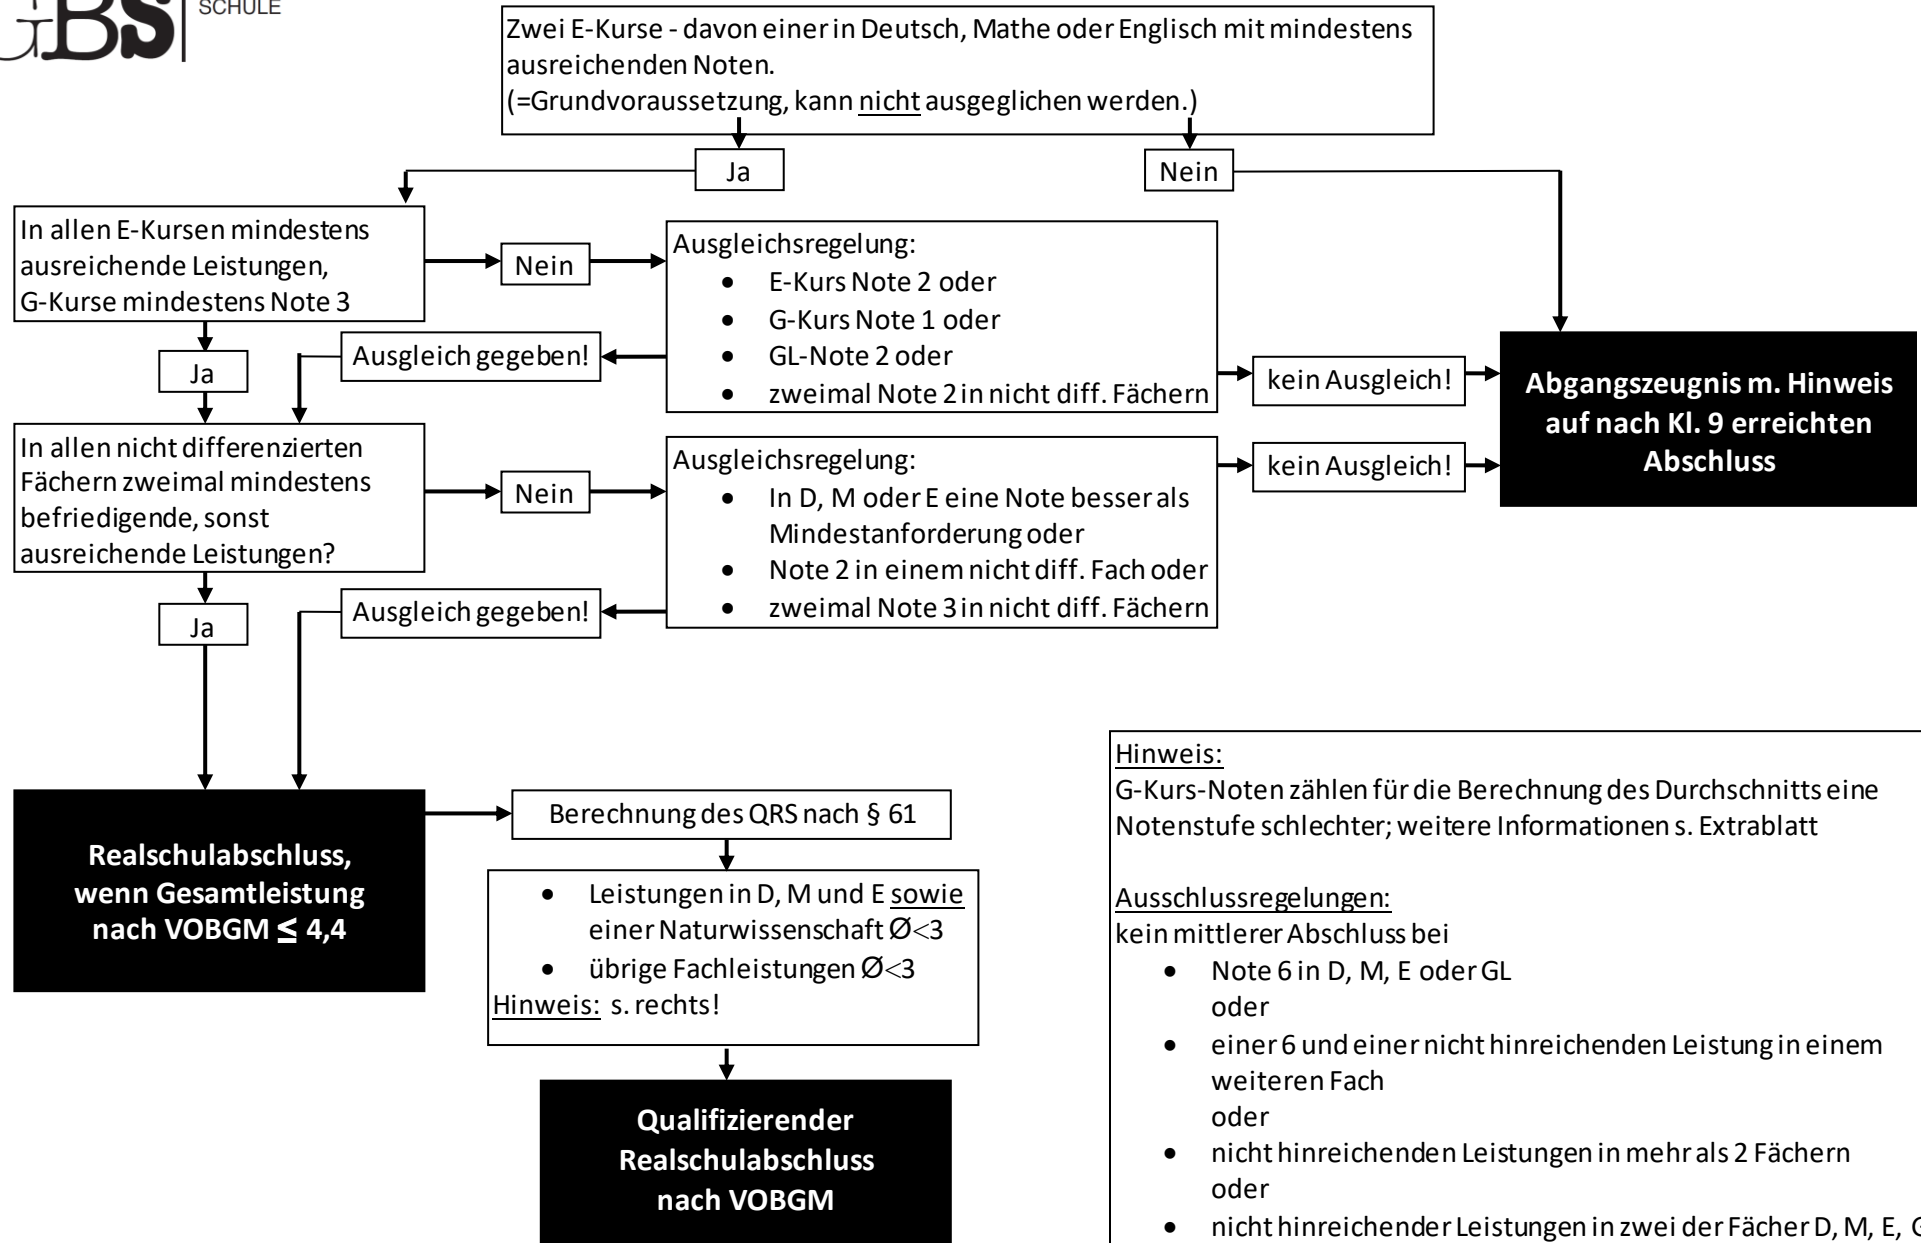 GBS
SCHULE
Zwei E-Kurse - davon einer in Deutsch, Mathe oder Englisch mit mindestens
ausreichenden Noten.
(=Grundvoraussetzung, kann nicht ausgeglichen werden.)
Ja
Nein
In allen E-Kursen mindestens
ausreichende Leistungen,
G-Kurse mindestens Note 3
Nein
Ausgleichsregelung:
• E-Kurs Note 2 oder
• G-Kurs Note 1 oder
• GL-Note 2 oder
• zweimal Note 2 in nicht diff. Fächern
Ausgleich gegeben!
Ja
kein Ausgleich!
Abgangszeugnis m. Hinweis
auf nach Kl. 9 erreichten
Abschluss
In allen nicht differenzierten
Fächern zweimal mindestens
befriedigende, sonst
ausreichende Leistungen?
Nein
Ausgleichsregelung:
• In D, M oder E eine Note besser als
Mindestanforderung oder
• Note 2 in einem nicht diff. Fach oder
• zweimal Note 3 in nicht diff. Fächern
kein Ausgleich!
Ausgleich gegeben!
Ja
Realschulabschluss,
wenn Gesamtleistung
nach VOBGM ≤ 4,4
Berechnung des QRS nach § 61
• Leistungen in D, M und E sowie
einer Naturwissenschaft Ø<3
• übrige Fachleistungen Ø<3
Hinweis: s. rechts!
Qualifizierender
Realschulabschluss
nach VOBGM
Hinweis:
G-Kurs-Noten zählen für die Berechnung des Durchschnitts eine
Notenstufe schlechter; weitere Informationen s. Extrablatt
Ausschlussregelungen:
kein mittlerer Abschluss bei
• Note 6 in D, M, E oder GL
oder
• einer 6 und einer nicht hinreichenden Leistung in einem
weiteren Fach
oder
• nicht hinreichenden Leistungen in mehr als 2 Fächern
oder
• nicht hinreichender Leistungen in zwei der Fächer D, M, E,